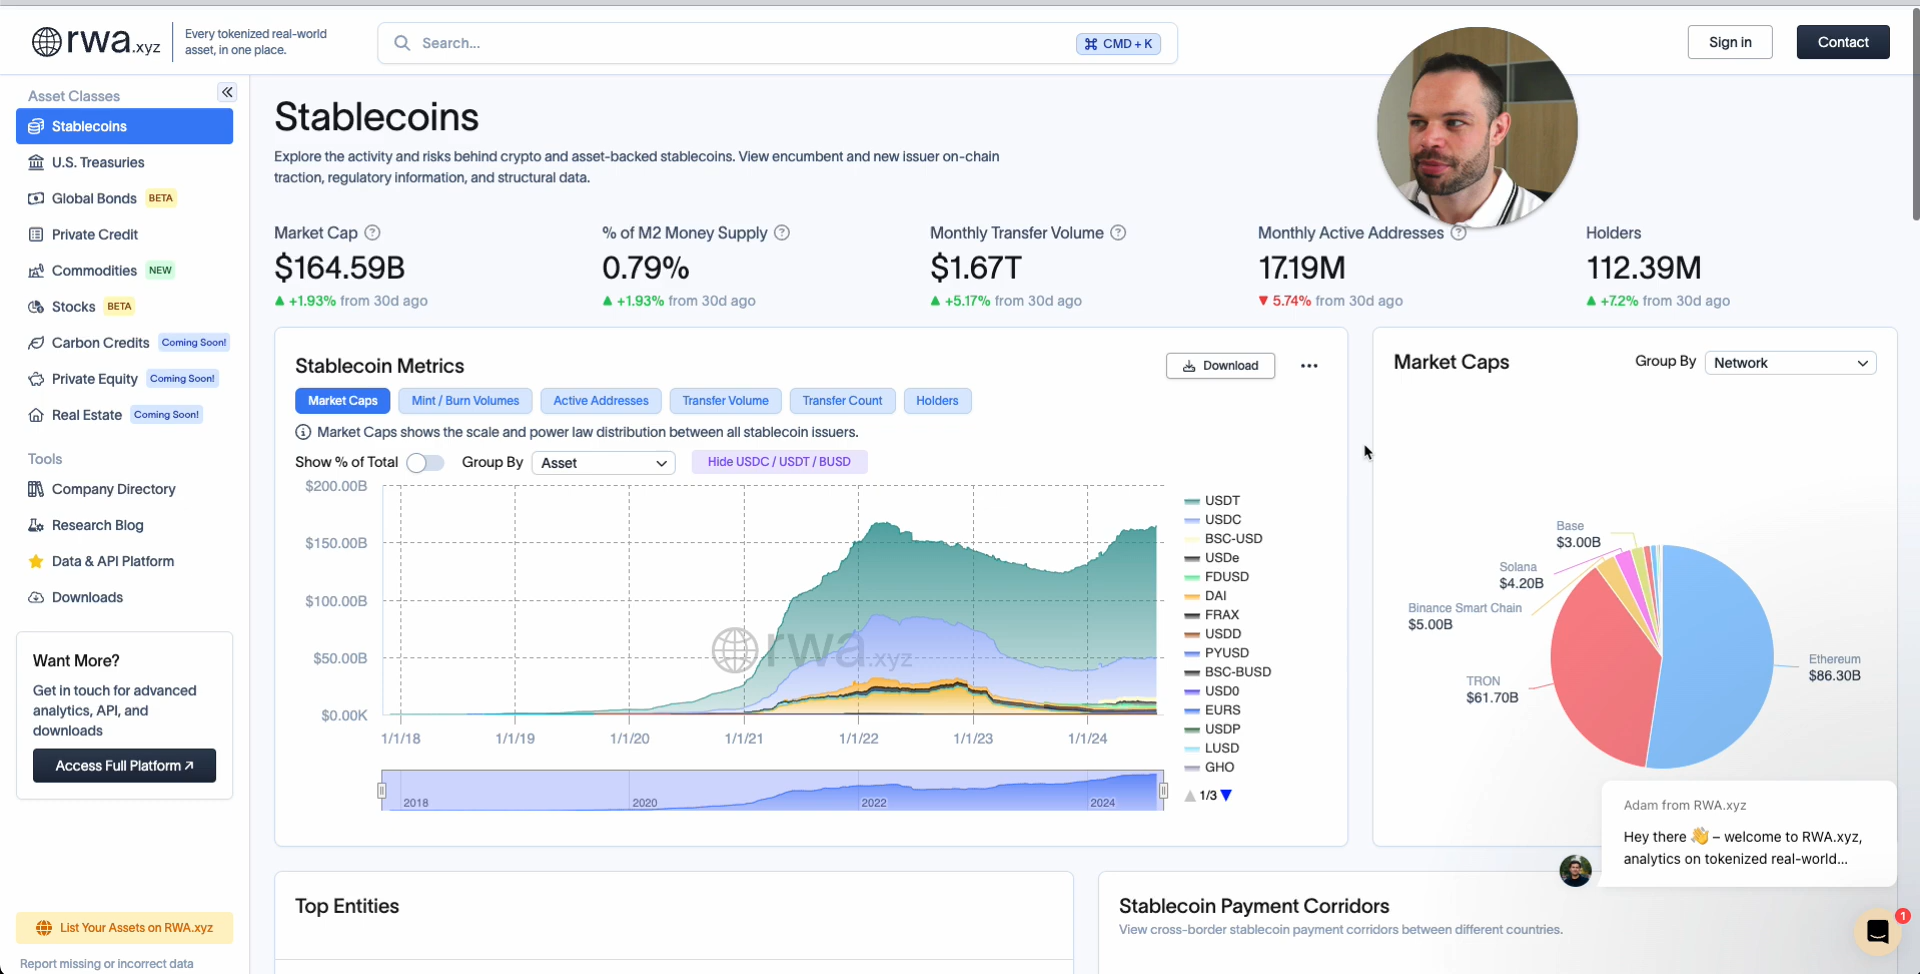 rwa.xyz
Every tokenized real-world
asset, in one place.
Search...
⌘ CMD + K
Sign in
Contact
Asset Classes
Stablecoins
U.S. Treasuries
Global Bonds BETA
Private Credit
Commodities NEW
Stocks BETA
Carbon Credits Coming Soon!
Private Equity Coming Soon!
Real Estate Coming Soon!
Tools
Company Directory
Research Blog
Data & API Platform
Downloads
Want More?
Get in touch for advanced
analytics, API, and
downloads
Access Full Platform ↗
List Your Assets on RWA.xyz
Report missing or incorrect data
Stablecoins
Explore the activity and risks behind crypto and asset-backed stablecoins. View encumbent and new issuer on-chain
traction, regulatory information, and structural data.
Market Cap ?
$164.59B
▲ +1.93% from 30d ago
% of M2 Money Supply ?
0.79%
▲ +1.93% from 30d ago
Monthly Transfer Volume ?
$1.67T
▲ +5.17% from 30d ago
Monthly Active Addresses ?
17.19M
▼ 5.74% from 30d ago
Holders
112.39M
▲ +7.2% from 30d ago
Stablecoin Metrics
Download
...
Market Caps
Mint / Burn Volumes
Active Addresses
Transfer Volume
Transfer Count
Holders
Market Caps shows the scale and power law distribution between all stablecoin issuers.
Show % of Total
Group By
Asset
Hide USDC / USDT / BUSD
$200.00B
$150.00B
$100.00B
$50.00B
$0.00K
rwa.xyz
1/1/18
1/1/19
1/1/20
1/1/21
1/1/22
1/1/23
1/1/24
2018
2020
2022
2024
USDT
USDC
BSC-USD
USDe
FDUSD
DAI
FRAX
USDD
PYUSD
BSC-BUSD
USD0
EURS
USDP
LUSD
GHO
▲ 1/3 ▼
Market Caps
Group By
Network
Base
$3.00B
Solana
$4.20B
Binance Smart Chain
$5.00B
TRON
$61.70B
Ethereum
$86.30B
Adam from RWA.xyz
Hey there 👋 – welcome to RWA.xyz,
analytics on tokenized real-world...
1
Top Entities
Stablecoin Payment Corridors
View cross-border stablecoin payment corridors between different countries.